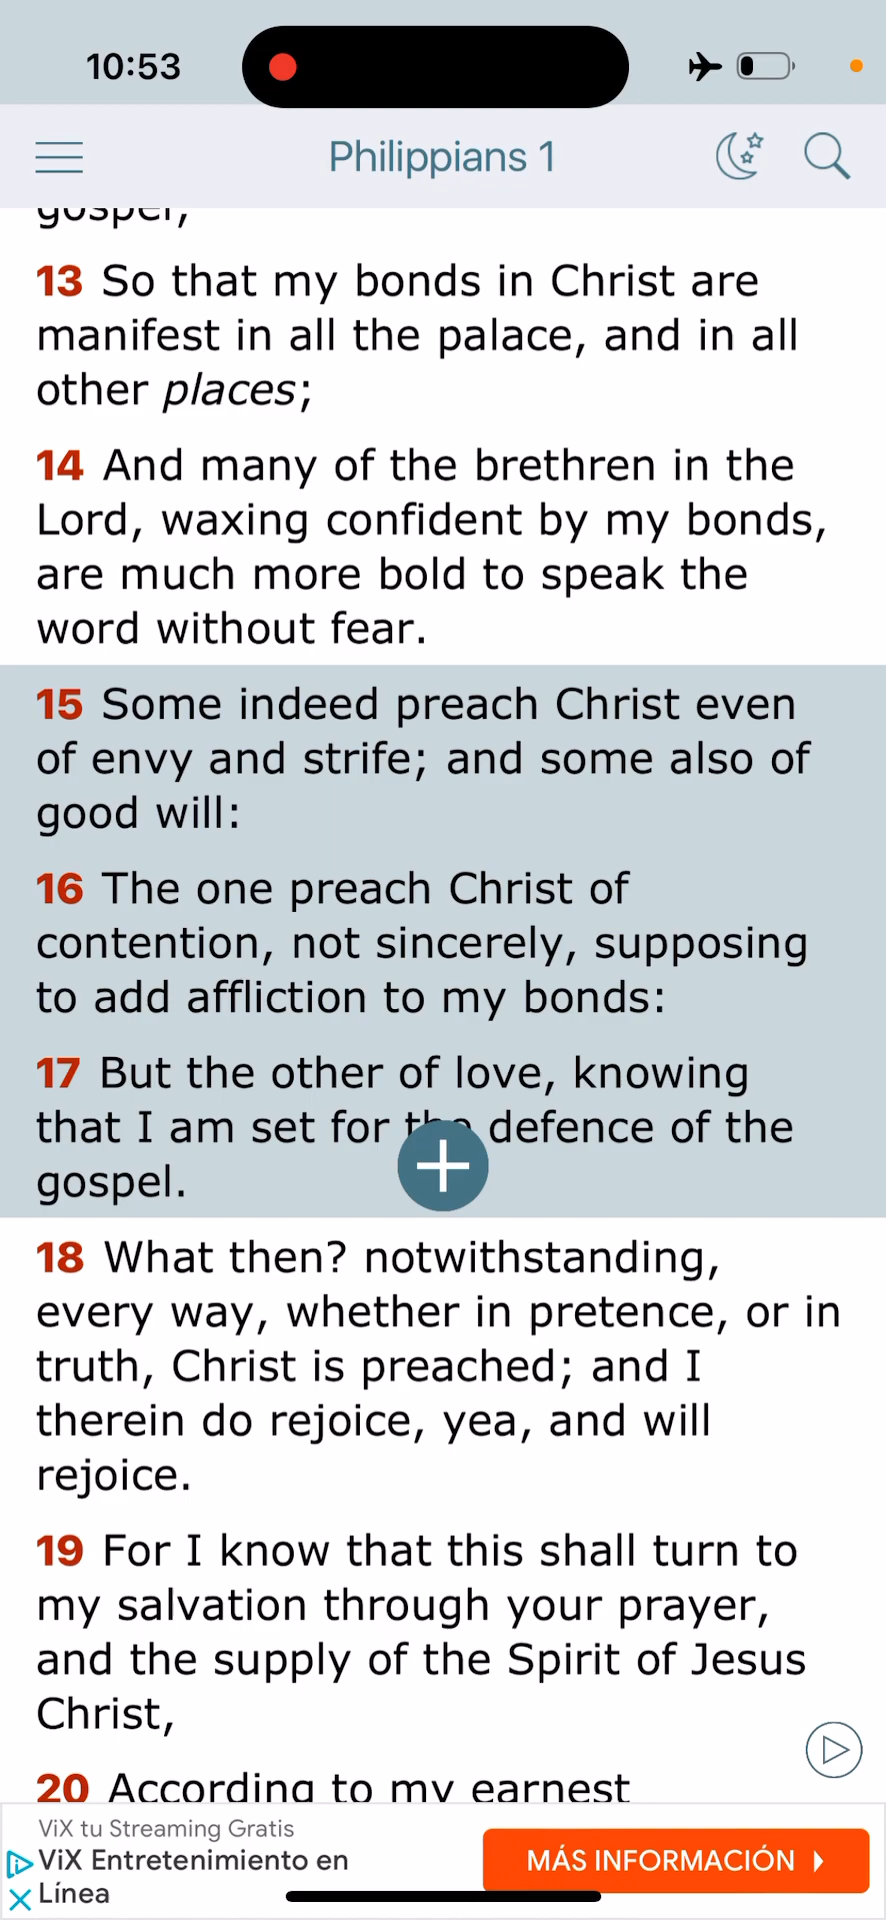 10:53
Philippians 1
gospel,
13 So that my bonds in Christ are
manifest in all the palace, and in all
other places;
14 And many of the brethren in the
Lord, waxing confident by my bonds,
are much more bold to speak the
word without fear.
15 Some indeed preach Christ even
of envy and strife; and some also of
good will:
16 The one preach Christ of
contention, not sincerely, supposing
to add affliction to my bonds:
17 But the other of love, knowing
that I am set for the defence of the
gospel.
18 What then? notwithstanding,
every way, whether in pretence, or in
truth, Christ is preached; and I
therein do rejoice, yea, and will
rejoice.
19 For I know that this shall turn to
my salvation through your prayer,
and the supply of the Spirit of Jesus
Christ,
20 According to my earnest
ViX tu Streaming Gratis
ViX Entretenimiento en
Línea
MÁS INFORMACIÓN